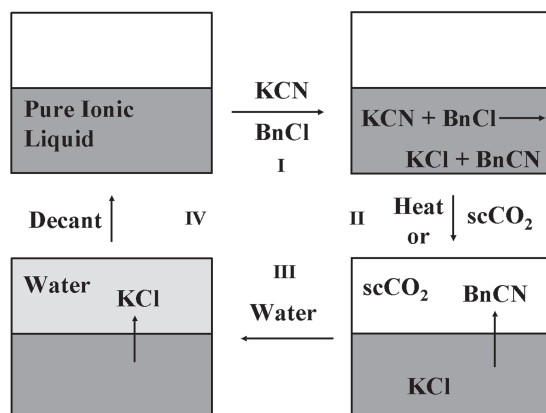 Pure Ionic
Liquid
KCN
BnCl
I
KCN + BnCl
KCl + BnCN
Decant
IV
II
Heat
or
scCO₂
Water
KCl
III
Water
scCO₂
BnCN
KCl